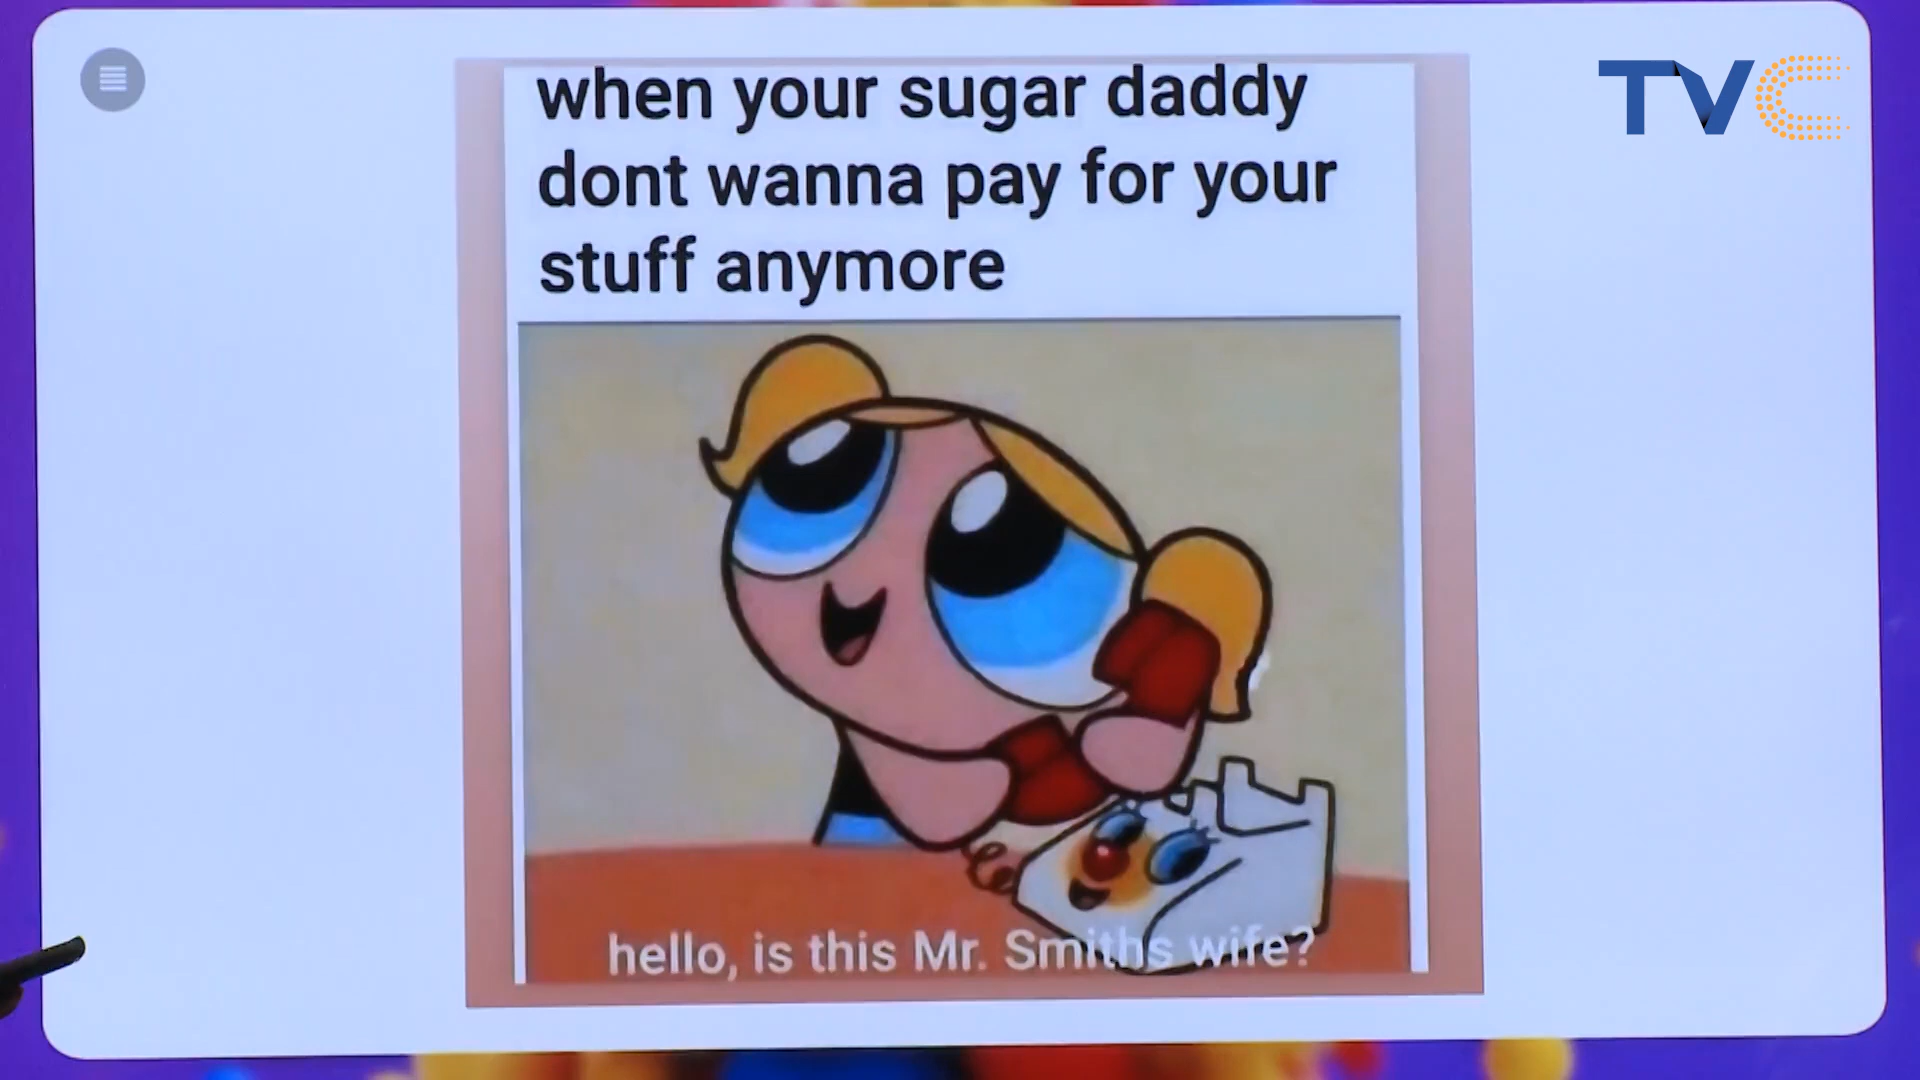 TVC
when your sugar daddy
dont wanna pay for your
stuff anymore
hello, is this Mr. Smiths wife?